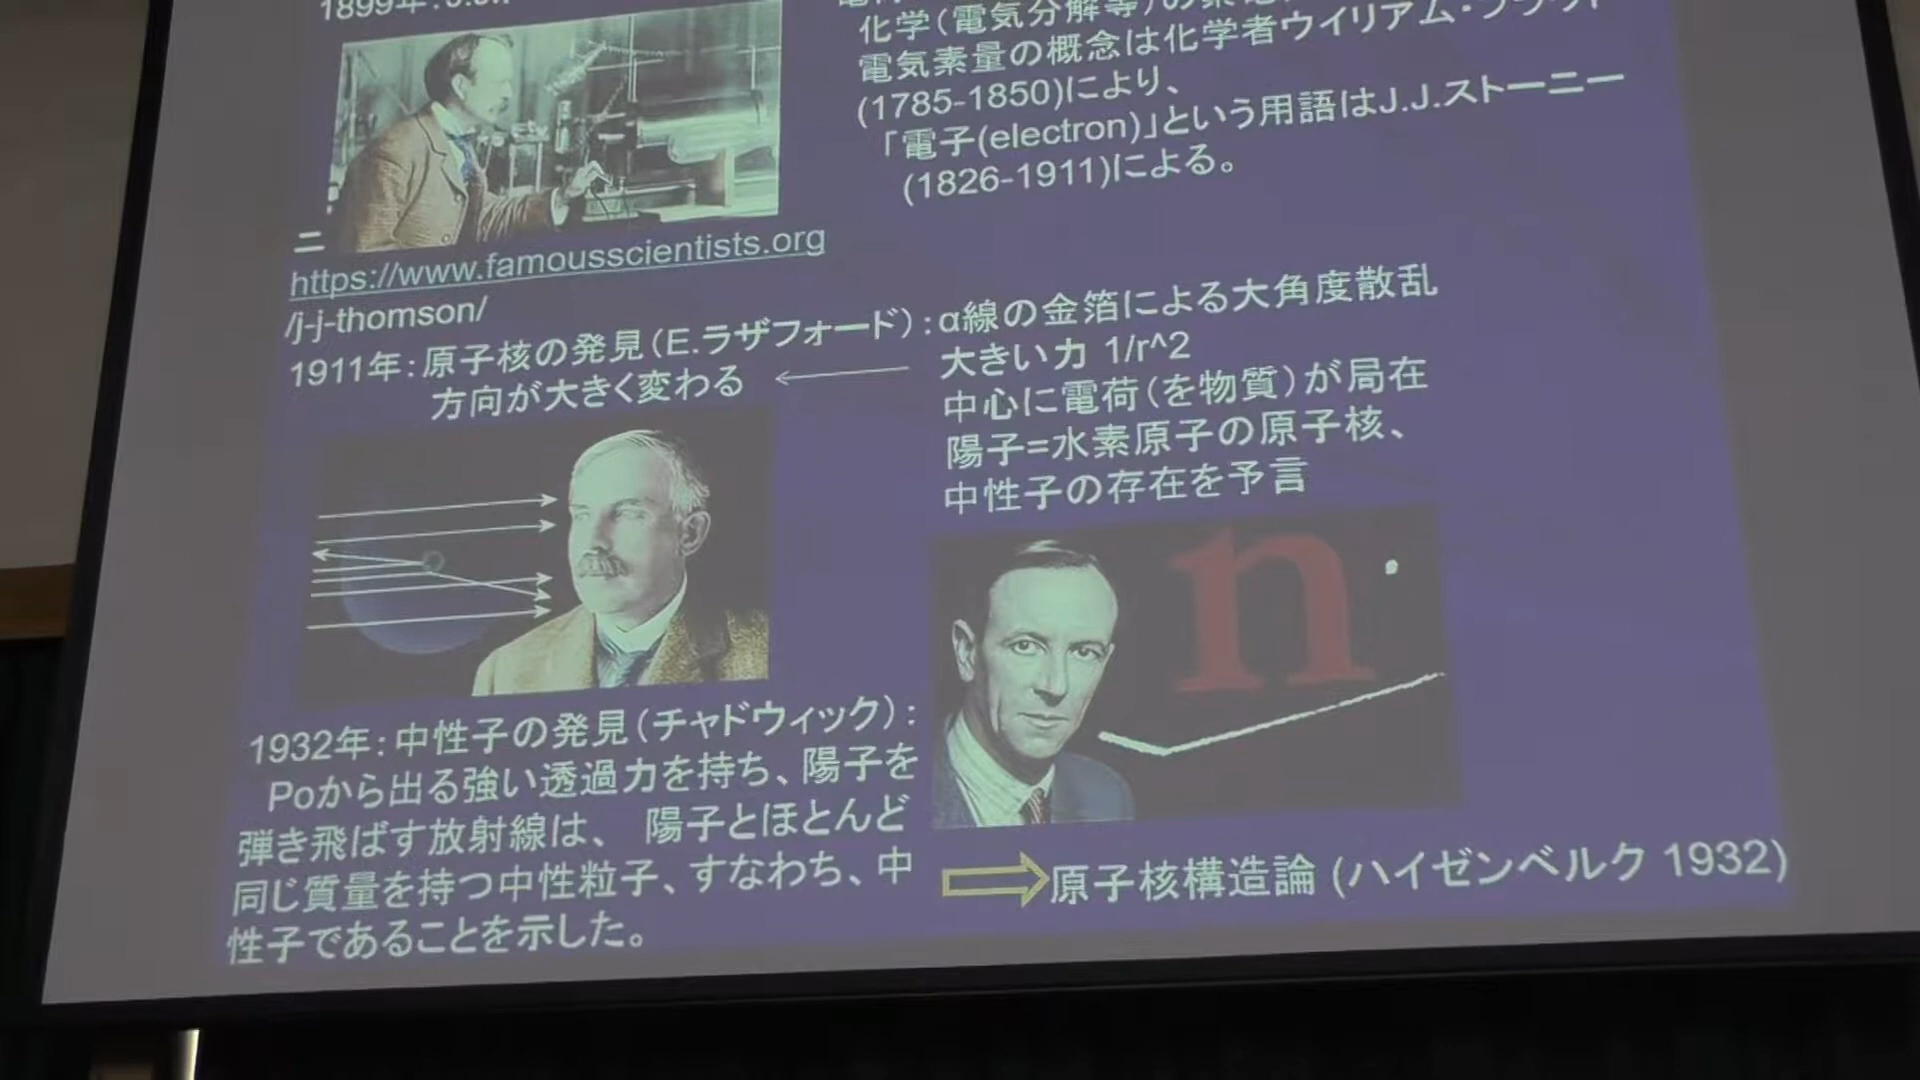 1899年:
化学(電気分解等)の
電気素量の概念は化学者ウイリアム・プラウト
(1785-1850)により、
「電子(electron)」という用語はJ.J.ストーニー
(1826-1911)による。
ニ
https://www.famousscientists.org
/j-j-thomson/
1911年:原子核の発見(E.ラザフォード):α線の金箔による大角度散乱
方向が大きく変わる
大きい力 1/r^2
中心に電荷(を物質)が局在
陽子=水素原子の原子核、
中性子の存在を予言
n
1932年:中性子の発見(チャドウィック):
Poから出る強い透過力を持ち、陽子を
弾き飛ばす放射線は、 陽子とほとんど
同じ質量を持つ中性粒子、すなわち、中
性子であることを示した。
原子核構造論 (ハイゼンベルク 1932)